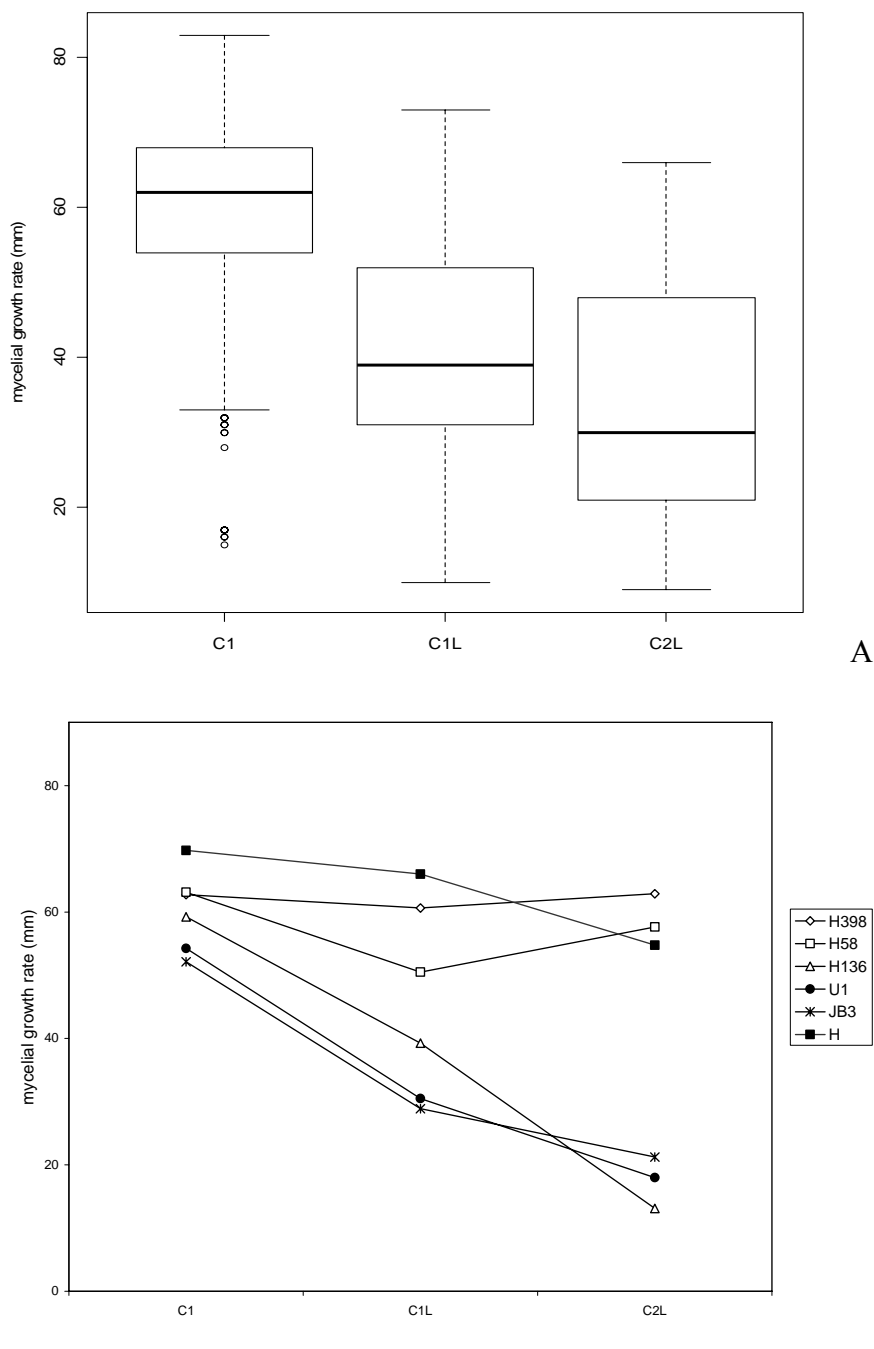 80
60
40
20
mycelial growth rate (mm)
C1 C1L C2L
A
80
60
40
20
0
mycelial growth rate (mm)
C1 C1L C2L
H398
H58
H136
U1
JB3
H